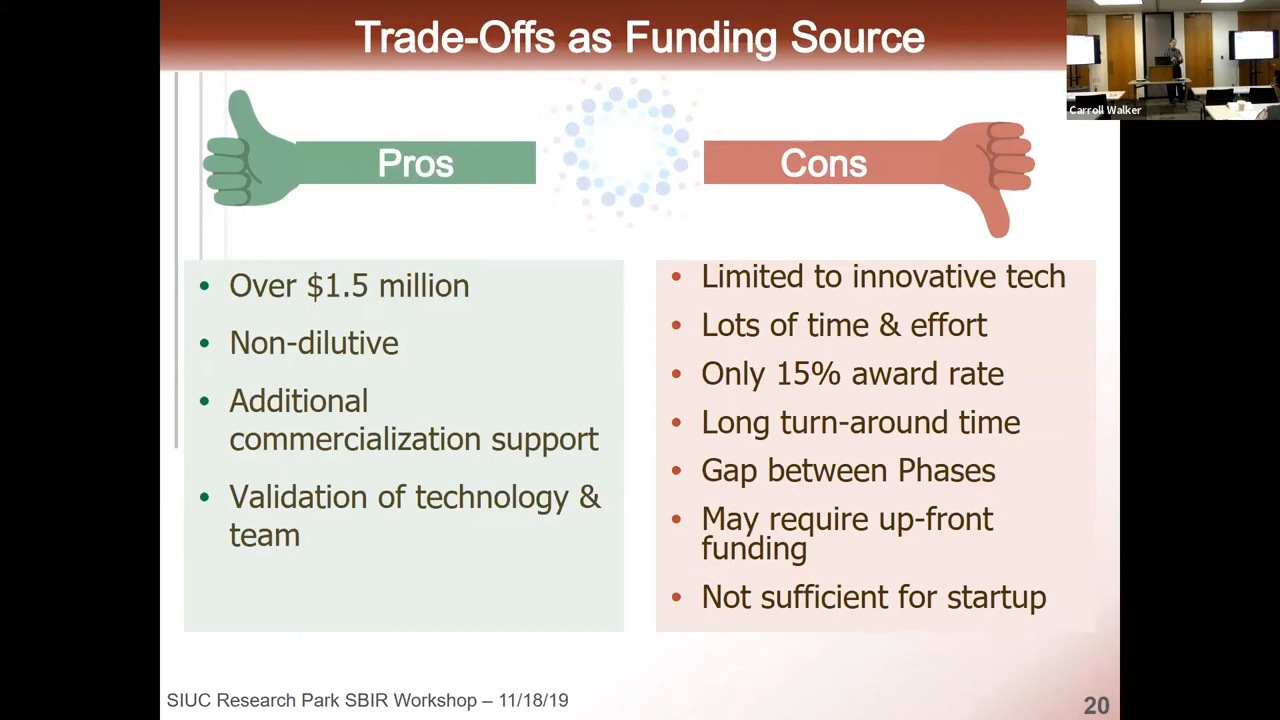 Trade-Offs as Funding Source
Carroll Walker
Pros
Cons
• Over $1.5 million
• Non-dilutive
• Additional
commercialization support
• Validation of technology &
team
• Limited to innovative tech
• Lots of time & effort
• Only 15% award rate
• Long turn-around time
• Gap between Phases
• May require up-front
funding
• Not sufficient for startup
SIUC Research Park SBIR Workshop – 11/18/19
20